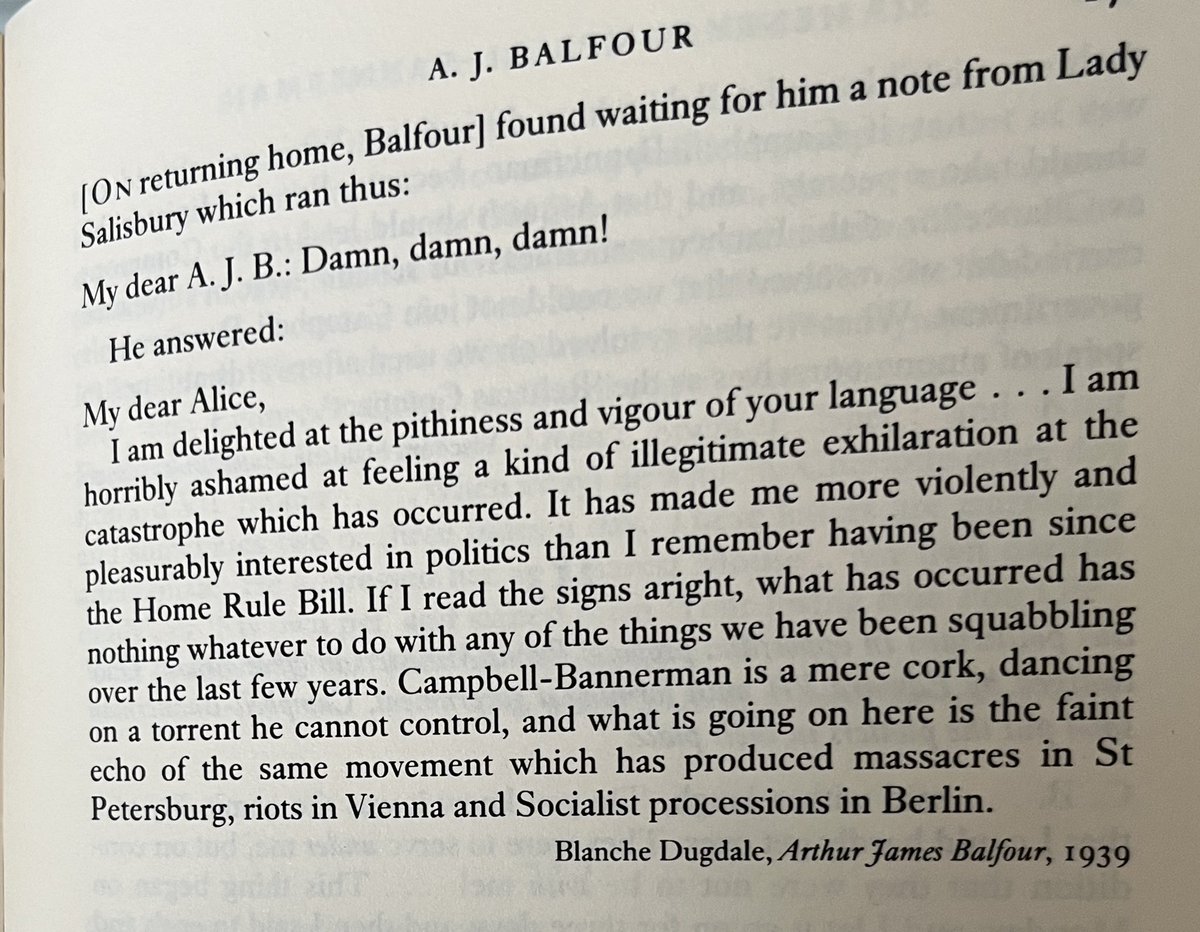 A. J. BALFOUR
[ON returning home, Balfour] found waiting for him a note from Lady
Salisbury which ran thus:
My dear A. J. B.: Damn, damn, damn!
He answered:
My dear Alice,
I am delighted at the pithiness and vigour of your language . . . I am
horribly ashamed at feeling a kind of illegitimate exhilaration at the
catastrophe which has occurred. It has made me more violently and
pleasurably interested in politics than I remember having been since
the Home Rule Bill. If I read the signs aright, what has occurred has
nothing whatever to do with any of the things we have been squabbling
over the last few years. Campbell-Bannerman is a mere cork, dancing
on a torrent he cannot control, and what is going on here is the faint
echo of the same movement which has produced massacres in St
Petersburg, riots in Vienna and Socialist processions in Berlin.
Blanche Dugdale, Arthur James Balfour, 1939